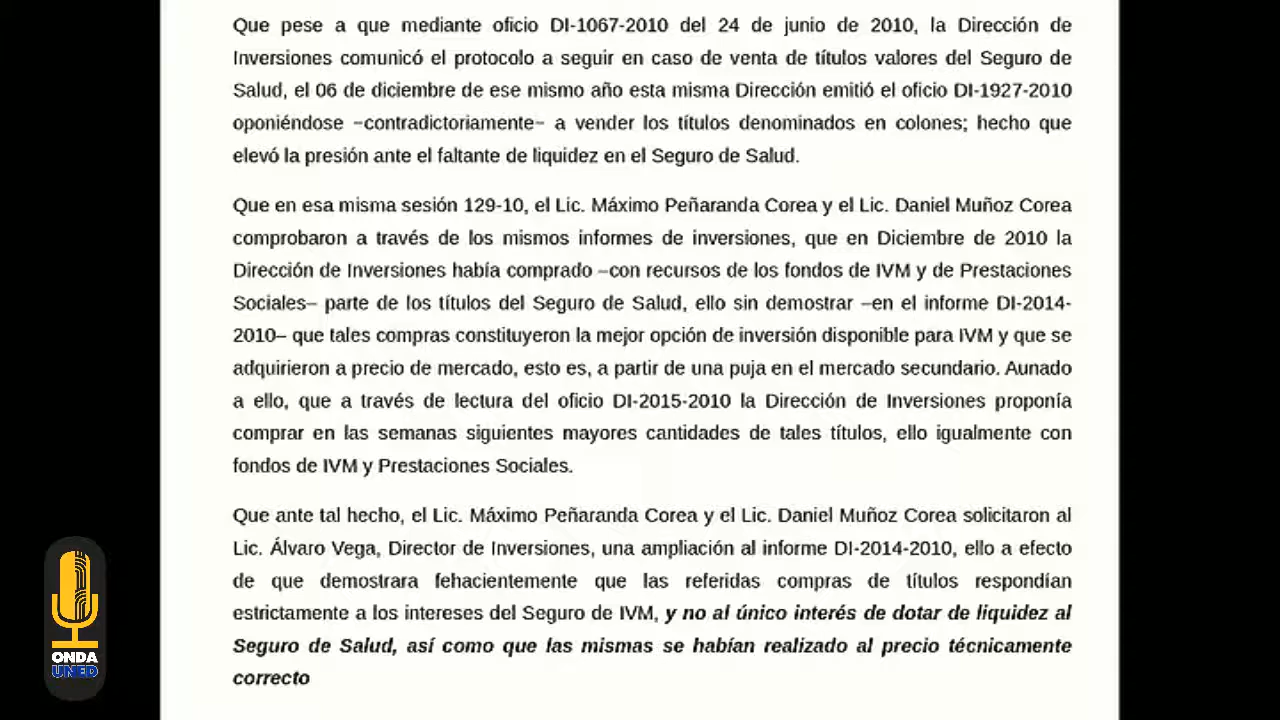 Que pese a que mediante oficio DI-1067-2010 del 24 de junio de 2010, la Dirección de
Inversiones comunicó el protocolo a seguir en caso de venta de títulos valores del Seguro de
Salud, el 06 de diciembre de ese mismo año esta misma Dirección emitió el oficio DI-1927-2010
oponiéndose −contradictoriamente− a vender los títulos denominados en colones; hecho que
elevó la presión ante el faltante de liquidez en el Seguro de Salud.
Que en esa misma sesión 129-10, el Lic. Máximo Peñaranda Corea y el Lic. Daniel Muñoz Corea
comprobaron a través de los mismos informes de inversiones, que en Diciembre de 2010 la
Dirección de Inversiones había comprado –con recursos de los fondos de IVM y de Prestaciones
Sociales– parte de los títulos del Seguro de Salud, ello sin demostrar –en el informe DI-2014-
2010– que tales compras constituyeron la mejor opción de inversión disponible para IVM y que se
adquirieron a precio de mercado, esto es, a partir de una puja en el mercado secundario. Aunado
a ello, que a través de lectura del oficio DI-2015-2010 la Dirección de Inversiones proponía
comprar en las semanas siguientes mayores cantidades de tales títulos, ello igualmente con
fondos de IVM y Prestaciones Sociales.
Que ante tal hecho, el Lic. Máximo Peñaranda Corea y el Lic. Daniel Muñoz Corea solicitaron al
Lic. Álvaro Vega, Director de Inversiones, una ampliación al informe DI-2014-2010, ello a efecto
de que demostrara fehacientemente que las referidas compras de títulos respondían
estrictamente a los intereses del Seguro de IVM, y no al único interés de dotar de liquidez al
Seguro de Salud, así como que las mismas se habían realizado al precio técnicamente
correcto
ONDA
UNED